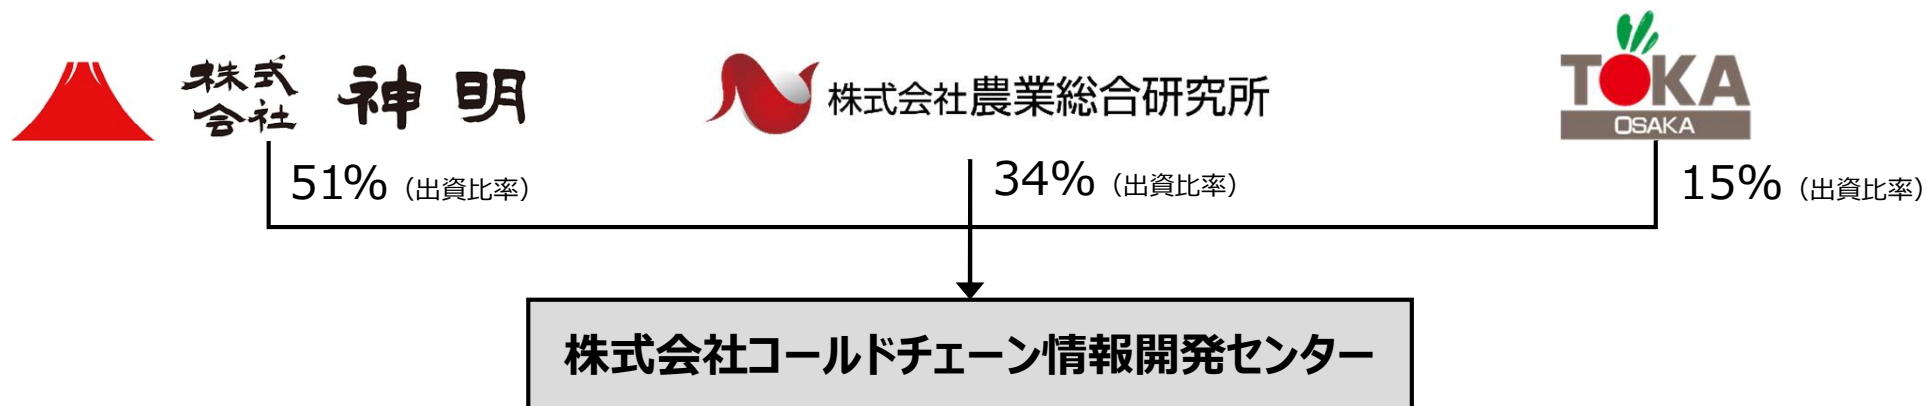 株式会社 神明
株式会社農業総合研究所
TOKA
OSAKA
51%（出資比率）
34%（出資比率）
15%（出資比率）
株式会社コールドチェーン情報開発センター